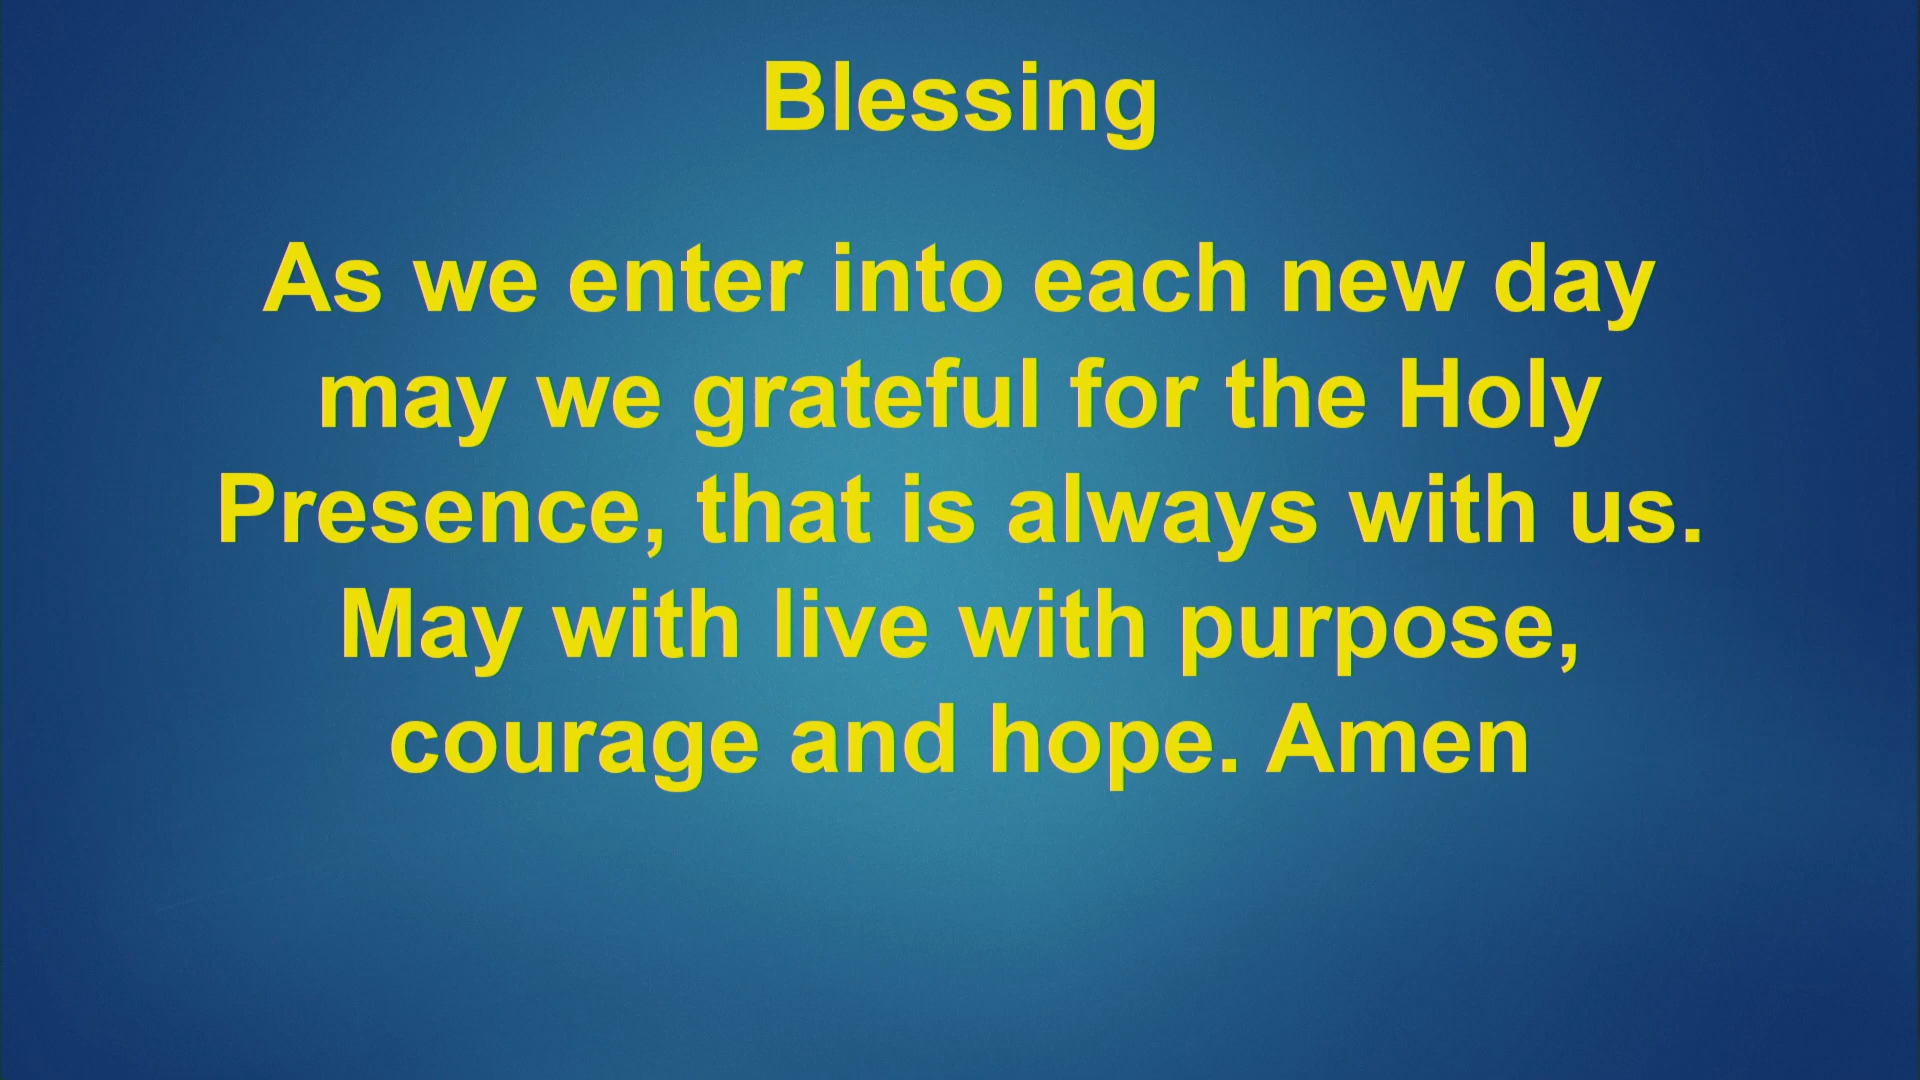 Blessing
As we enter into each new day
may we grateful for the Holy
Presence, that is always with us.
May with live with purpose,
courage and hope. Amen